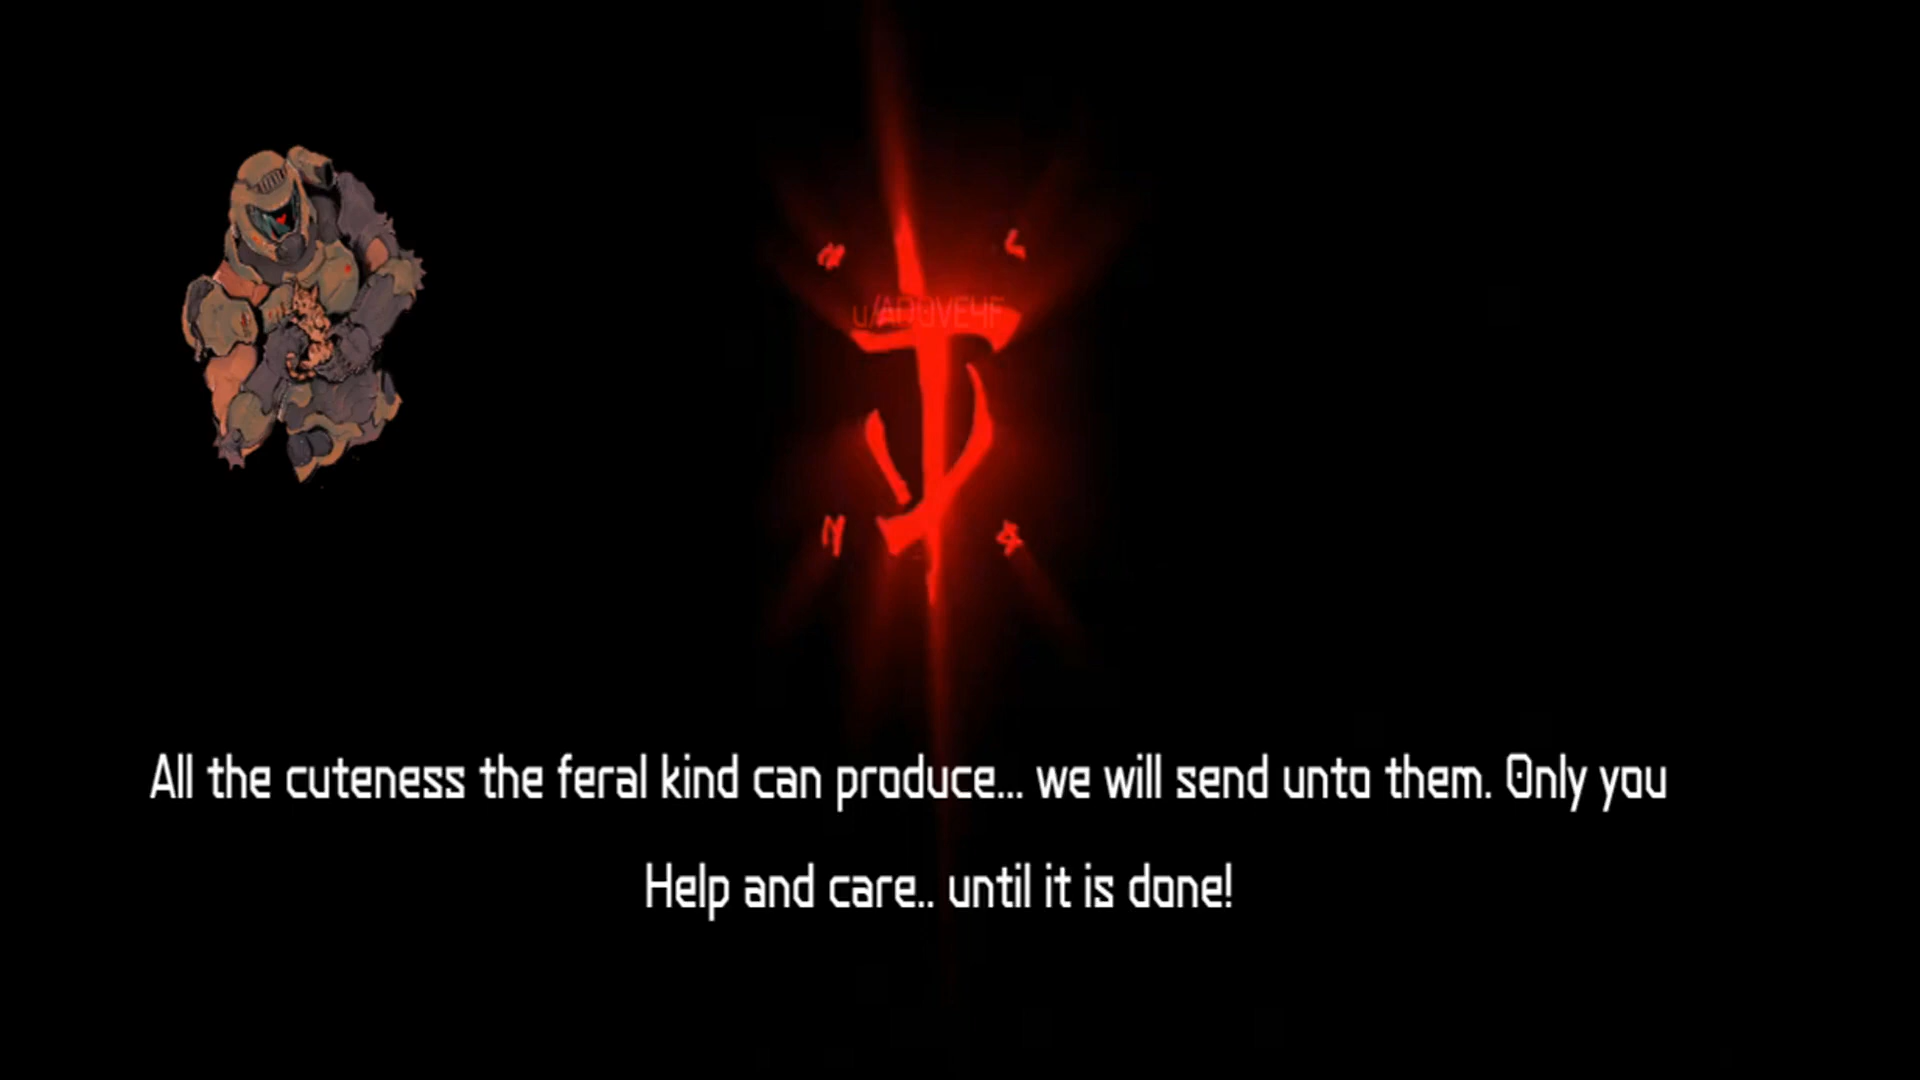 u/ADOVE4F
All the cuteness the feral kind can produce... we will send unto them. Only you
Help and care.. until it is done!